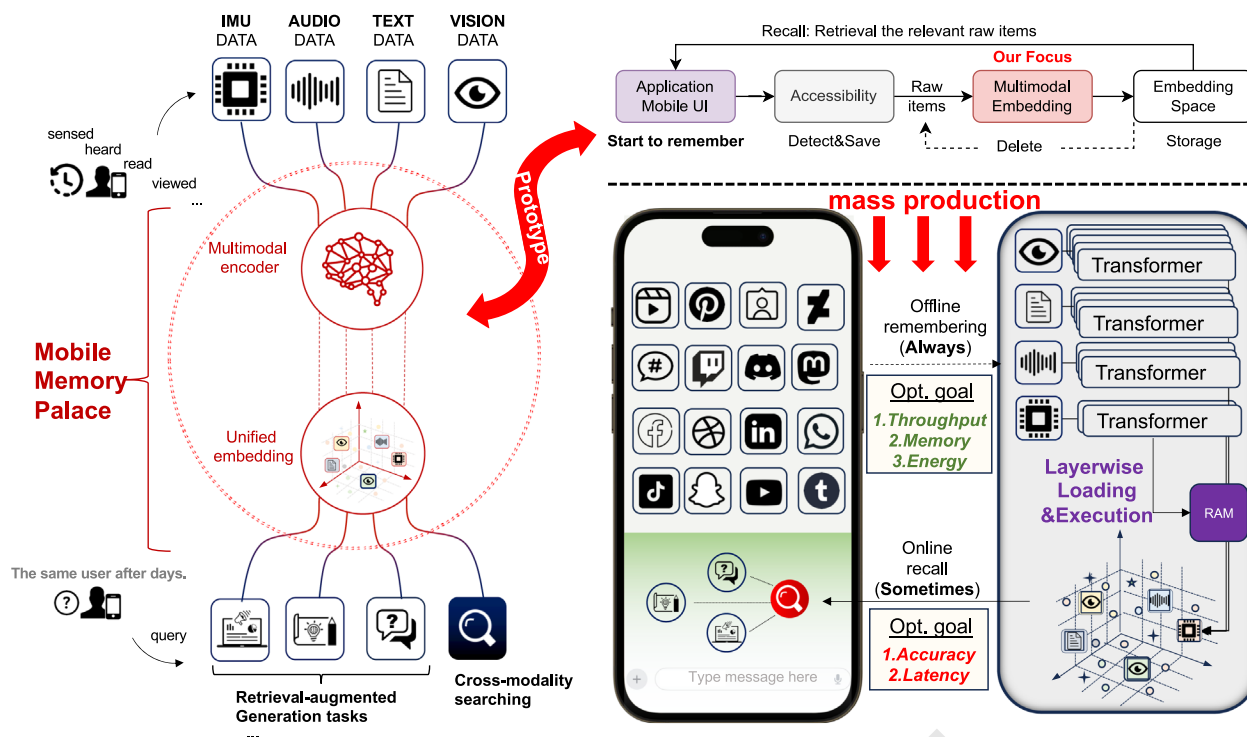 IMU
DATA
AUDIO
DATA
TEXT
DATA
VISION
DATA
sensed
heard
read
viewed
...
Multimodal
encoder
Mobile
Memory
Palace
Unified
embedding
The same user after days.
?
query
?
Retrieval-augmented
Generation tasks
...
Cross-modality
searching
Prototype
Recall: Retrieval the relevant raw items
Our Focus
Application
Mobile UI
Accessibility
Raw
items
Multimodal
Embedding
Embedding
Space
Start to remember
Detect&Save
Delete
Storage
mass production
#
f
in
t
?
Type message here
Offline
remembering
(Always)
Opt. goal
1.Throughput
2.Memory
3.Energy
Online
recall
(Sometimes)
Opt. goal
1.Accuracy
2.Latency
Transformer
Transformer
Transformer
Transformer
Layerwise
Loading
&Execution
RAM